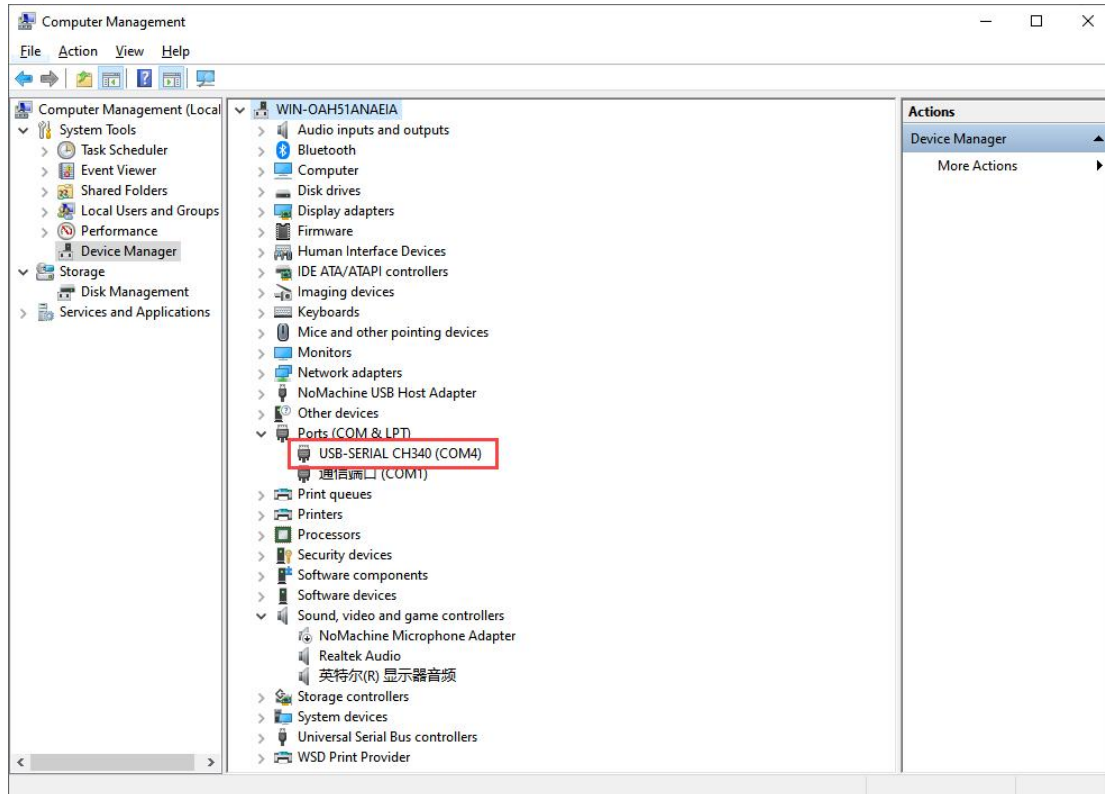 Computer Management
File Action View Help
Computer Management (Local
System Tools
Task Scheduler
Event Viewer
Shared Folders
Local Users and Groups
Performance
Device Manager
Storage
Disk Management
Services and Applications
WIN-OAH51ANAEIA
Audio inputs and outputs
Bluetooth
Computer
Disk drives
Display adapters
Firmware
Human Interface Devices
IDE ATA/ATAPI controllers
Imaging devices
Keyboards
Mice and other pointing devices
Monitors
Network adapters
NoMachine USB Host Adapter
Other devices
Ports (COM & LPT)
USB-SERIAL CH340 (COM4)
通信端口 (COM1)
Print queues
Printers
Processors
Security devices
Software components
Software devices
Sound, video and game controllers
NoMachine Microphone Adapter
Realtek Audio
英特尔(R) 显示器音频
Storage controllers
System devices
Universal Serial Bus controllers
WSD Print Provider
Actions
Device Manager
More Actions